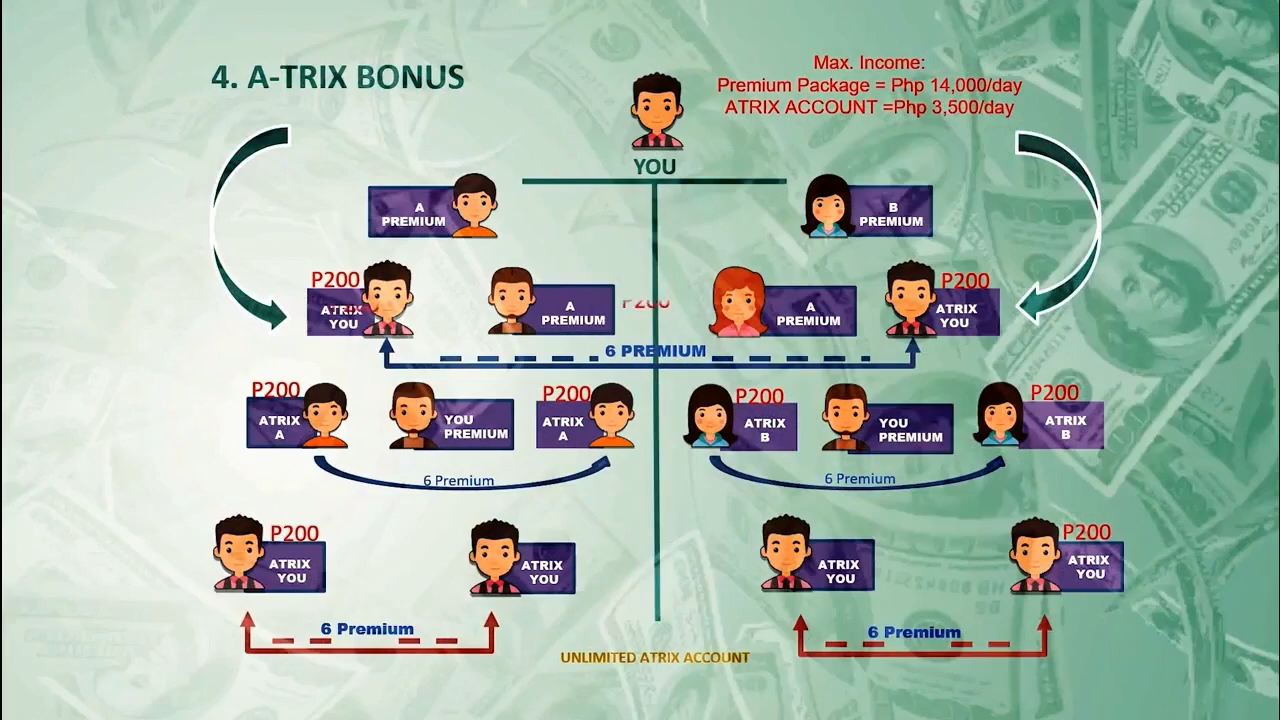 4. A-TRIX BONUS
Max. Income:
Premium Package = Php 14,000/day
ATRIX ACCOUNT =Php 3,500/day
YOU
A
PREMIUM
B
PREMIUM
P200
ATRIX
YOU
A
PREMIUM
P200
A
PREMIUM
P200
ATRIX
YOU
6 PREMIUM
P200
ATRIX
A
YOU
PREMIUM
P200
ATRIX
A
P200
ATRIX
B
YOU
PREMIUM
P200
ATRIX
B
6 Premium
6 Premium
P200
ATRIX
YOU
ATRIX
YOU
ATRIX
YOU
P200
ATRIX
YOU
6 Premium
6 Premium
UNLIMITED ATRIX ACCOUNT